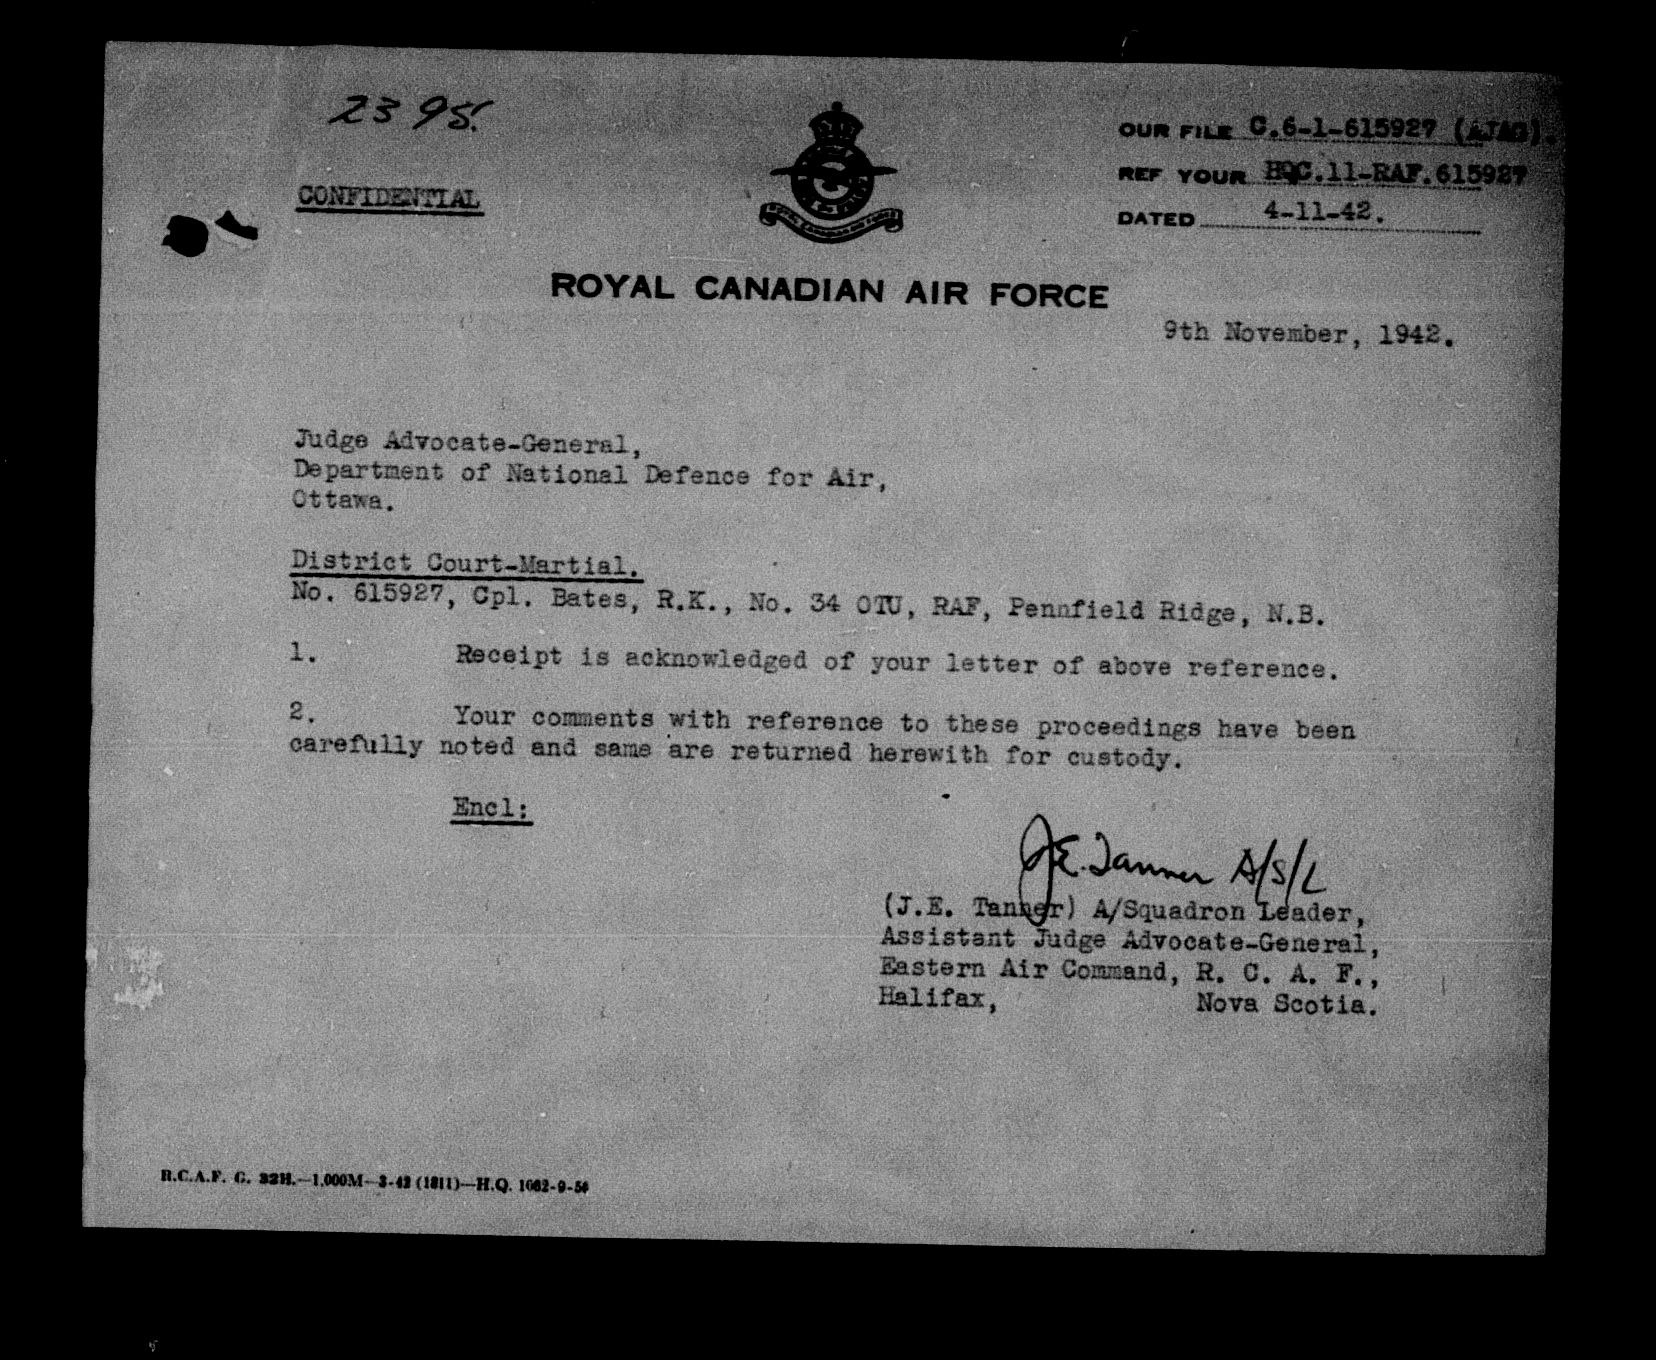 2395.
OUR FILE C.6-1-615927 (AJAG).
CONFIDENTIAL
REF YOUR HQC.11-RAF.615927
DATED 4-11-42.
ROYAL CANADIAN AIR FORCE
9th November, 1942.
Judge Advocate-General,
Department of National Defence for Air,
Ottawa.
District Court-Martial.
No. 615927, Cpl. Bates, R.K., No. 34 OTU, RAF, Pennfield Ridge, N.B.
1. Receipt is acknowledged of your letter of above reference.
2. Your comments with reference to these proceedings have been
carefully noted and same are returned herewith for custody.
Encl:
J.E. Tanner A/S/L
(J.E. Tanner) A/Squadron Leader,
Assistant Judge Advocate-General,
Eastern Air Command, R. C. A. F.,
Halifax, Nova Scotia.
R.C.A.F. G. 32H.—1,000M—3-42 (1811)—H.Q. 1062-9-54